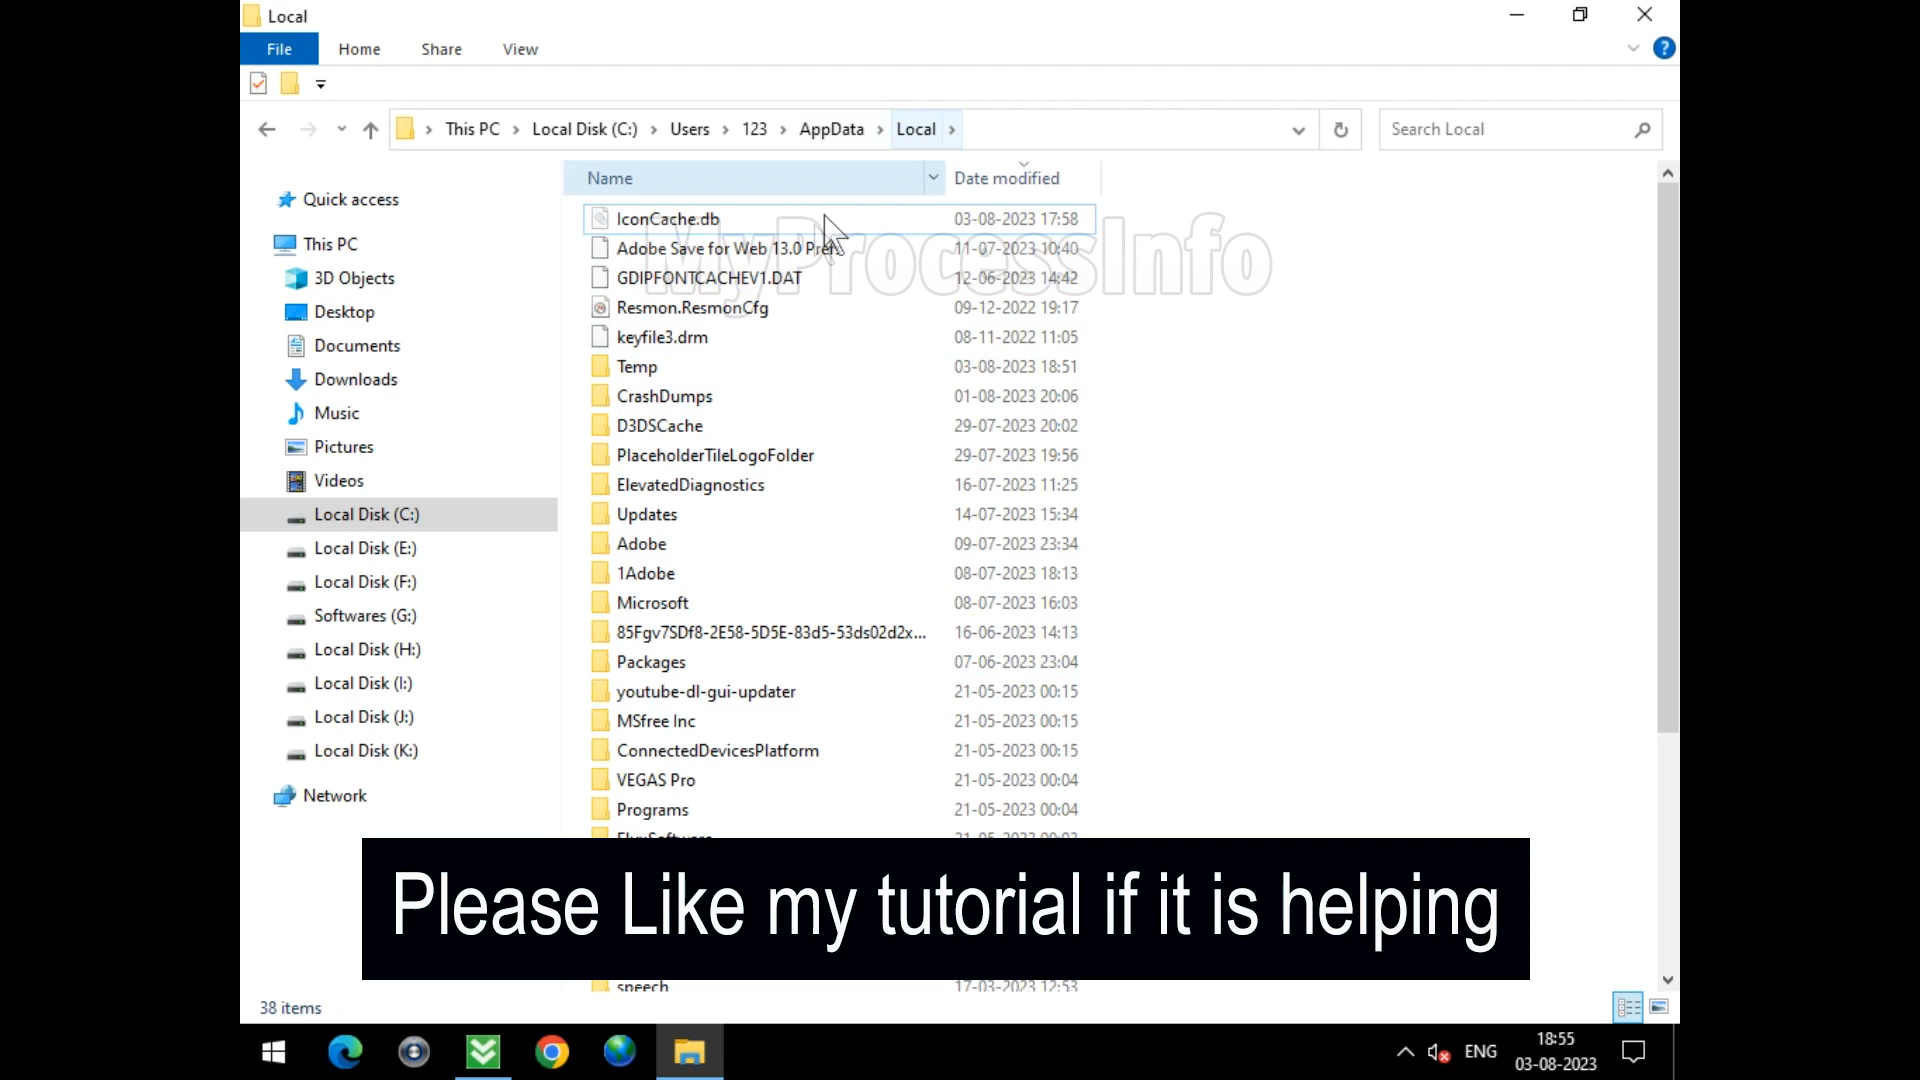 Local
File Home Share View
This PC Local Disk (C:) Users 123 AppData Local
Search Local
Name Date modified
Quick access
This PC
3D Objects
Desktop
Documents
Downloads
Music
Pictures
Videos
Local Disk (C:)
Local Disk (E:)
Local Disk (F:)
Softwares (G:)
Local Disk (H:)
Local Disk (I:)
Local Disk (J:)
Local Disk (K:)
Network
IconCache.db 03-08-2023 17:58
Adobe Save for Web 13.0 Prefs 11-07-2023 10:40
MyProcessInfo
GDIPFONTCACHEV1.DAT 12-06-2023 14:42
Resmon.ResmonCfg 09-12-2022 19:17
keyfile3.drm 08-11-2022 11:05
Temp 03-08-2023 18:51
CrashDumps 01-08-2023 20:06
D3DSCache 29-07-2023 20:02
PlaceholderTileLogoFolder 29-07-2023 19:56
ElevatedDiagnostics 16-07-2023 11:25
Updates 14-07-2023 15:34
Adobe 09-07-2023 23:34
1Adobe 08-07-2023 18:13
Microsoft 08-07-2023 16:03
85Fgv7SDf8-2E58-5D5E-83d5-53ds02d2x... 16-06-2023 14:13
Packages 07-06-2023 23:04
youtube-dl-gui-updater 21-05-2023 00:15
MSfree Inc 21-05-2023 00:15
ConnectedDevicesPlatform 21-05-2023 00:15
VEGAS Pro 21-05-2023 00:04
Programs 21-05-2023 00:04
Please Like my tutorial if it is helping
speech 17-03-2023 12:53
38 items
ENG
18:55
03-08-2023